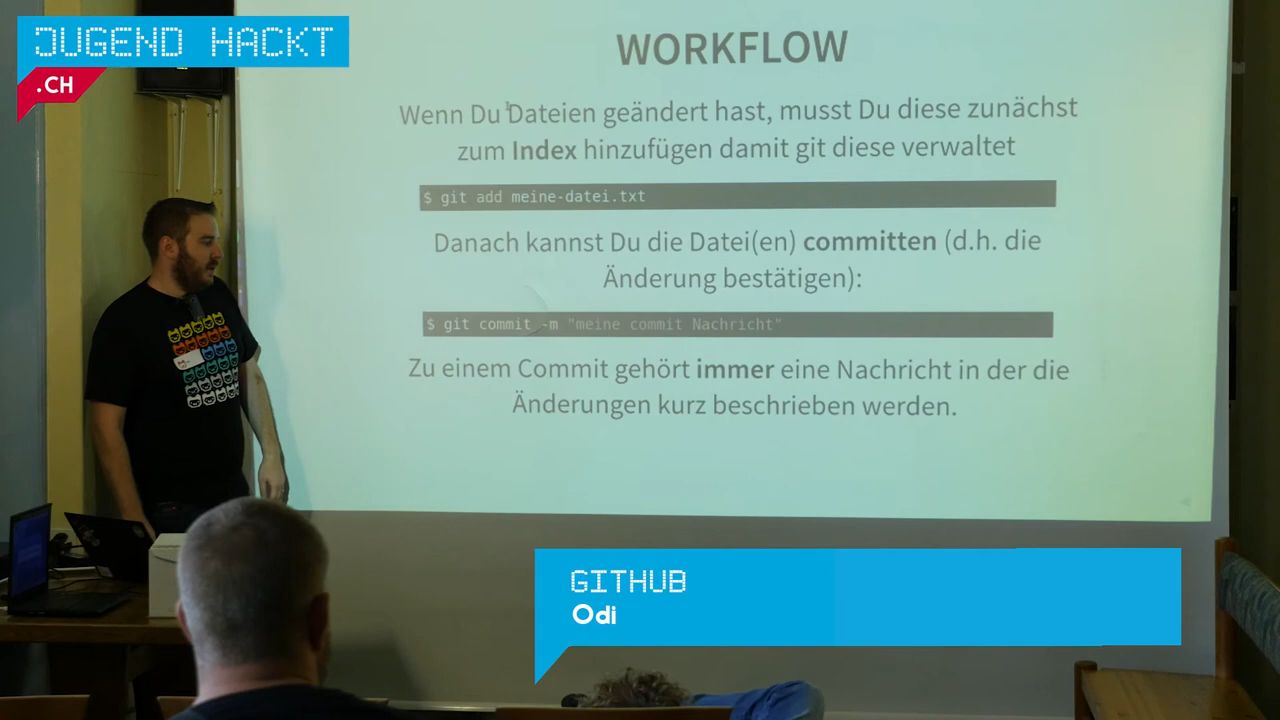 JUGEND HACKT
.CH
WORKFLOW
Wenn Du Dateien geändert hast, musst Du diese zunächst
zum Index hinzufügen damit git diese verwaltet
$ git add meine-datei.txt
Danach kannst Du die Datei(en) committen (d.h. die
Änderung bestätigen):
$ git commit -m "meine commit Nachricht"
Zu einem Commit gehört immer eine Nachricht in der die
Änderungen kurz beschrieben werden.
GITHUB
Odi